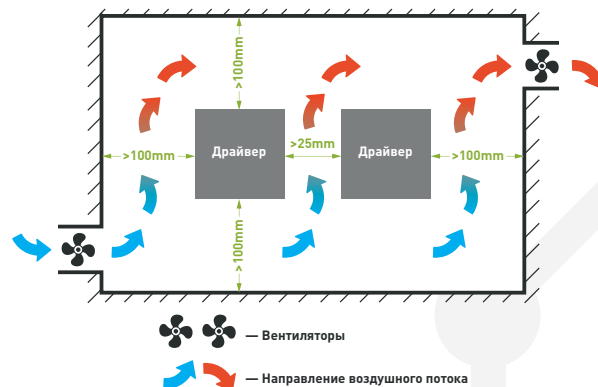 >100mm
Драйвер
>25mm
Драйвер
>100mm
>100mm
>100mm
— Вентиляторы
— Направление воздушного потока